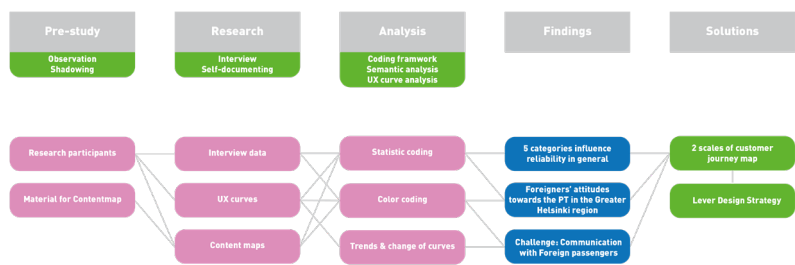 Pre-study
Research
Analysis
Findings
Solutions
Observation
Shadowing
Interview
Self-documenting
Coding framwork
Semantic analysis
UX curve analysis
Research participants
Interview data
Statistic coding
5 categories influence
reliability in general
2 scales of customer
journey map
Material for Contentmap
UX curves
Color coding
Foreigners' attitudes
towards the PT in the Greater
Helsinki region
Lever Design Strategy
Content maps
Trends & change of curves
Challenge: Communication
with Foreign passengers